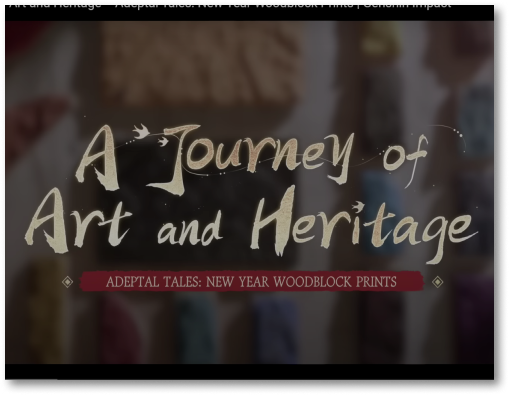 Art and Heritage – Adeptal Tales: New Year Woodblock Prints | Genshin Impact
A Journey of
Art and Heritage
ADEPTAL TALES: NEW YEAR WOODBLOCK PRINTS